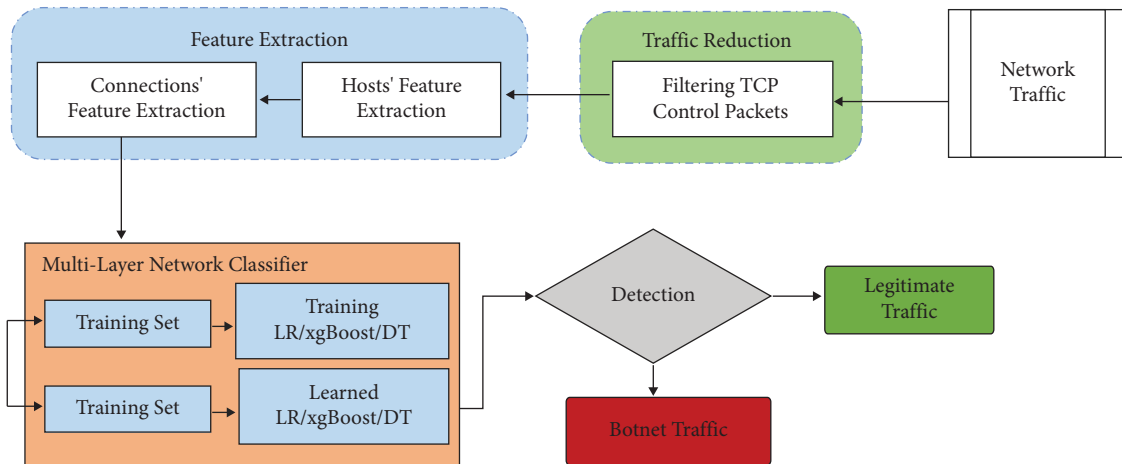 Feature Extraction
Connections'
Feature Extraction
Hosts' Feature
Extraction
Traffic Reduction
Filtering TCP
Control Packets
Network
Traffic
Multi-Layer Network Classifier
Training Set
Training
LR/xgBoost/DT
Training Set
Learned
LR/xgBoost/DT
Detection
Legitimate
Traffic
Botnet Traffic